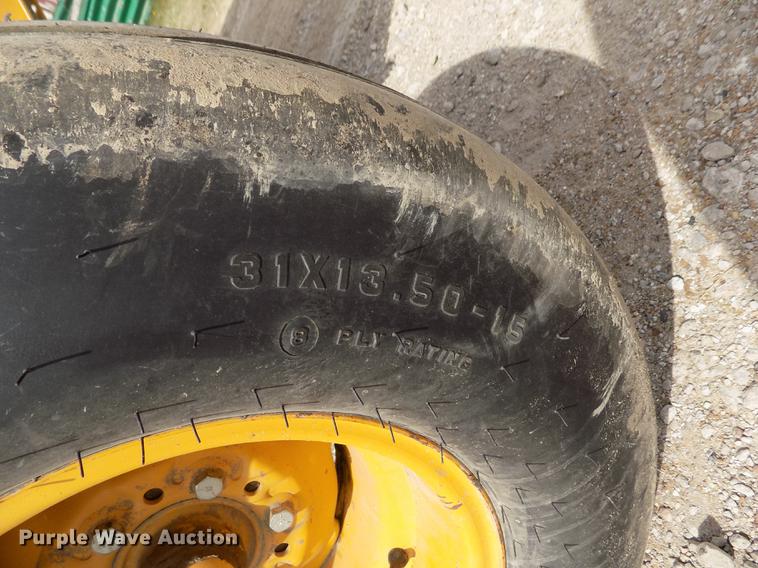 31X13.50-15
8 PLY RATING
Purple Wave Auction®